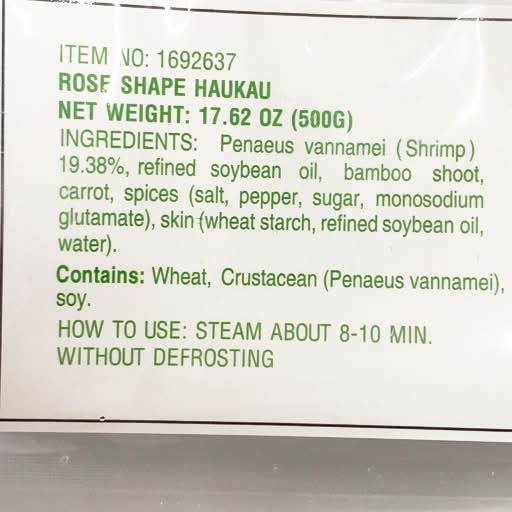 ITEM NO: 1692637
ROSE SHAPE HAUKAU
NET WEIGHT: 17.62 OZ (500G)
INGREDIENTS: Penaeus vannamei (Shrimp)
19.38%, refined soybean oil, bamboo shoot,
carrot, spices (salt, pepper, sugar, monosodium
glutamate), skin (wheat starch, refined soybean oil,
water).
Contains: Wheat, Crustacean (Penaeus vannamei),
soy.
HOW TO USE: STEAM ABOUT 8-10 MIN.
WITHOUT DEFROSTING